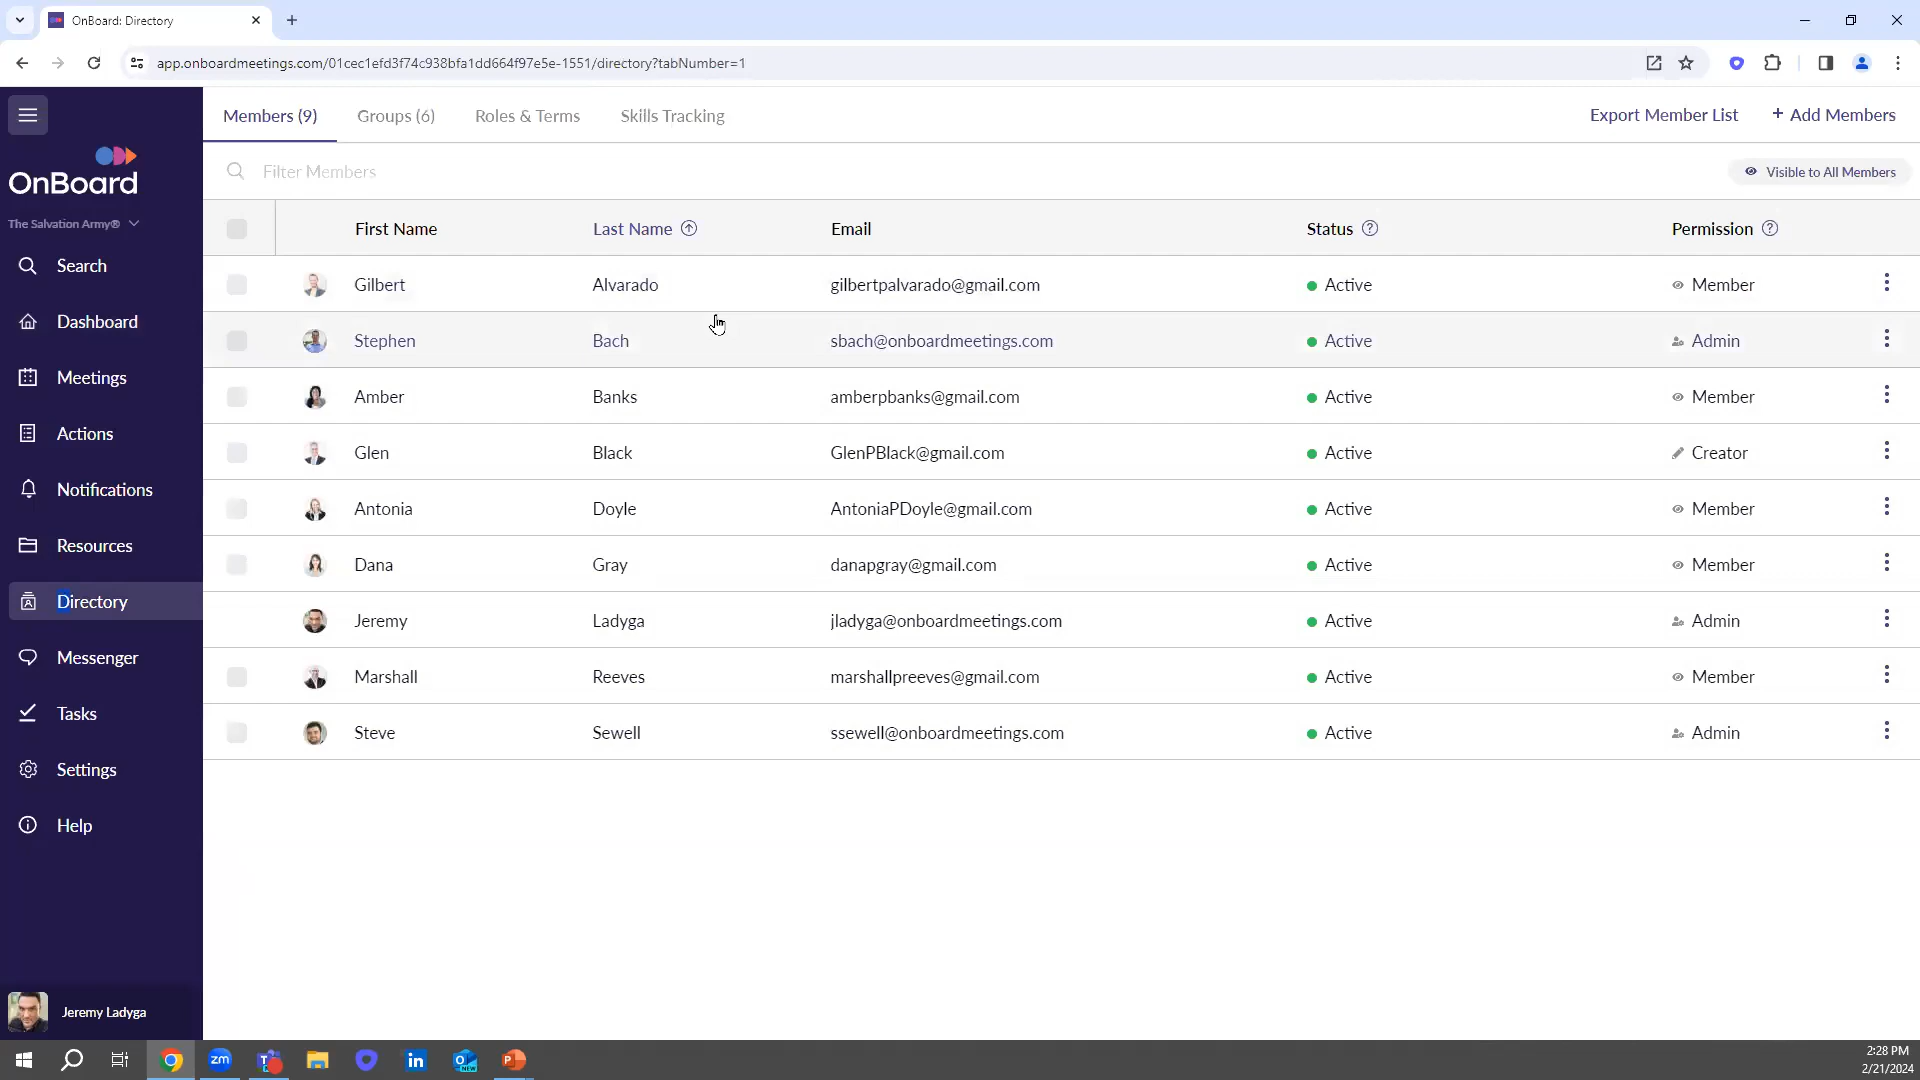 OnBoard: Directory
app.onboardmeetings.com/01cec1efd3f74c938bfa1dd664f97e5e-1551/directory?tabNumber=1
Members (9) Groups (6) Roles & Terms Skills Tracking Export Member List + Add Members
OnBoard
The Salvation Army®
Search
Dashboard
Meetings
Actions
Notifications
Resources
Directory
Messenger
Tasks
Settings
Help
Jeremy Ladyga
Filter Members Visible to All Members
First Name Last Name Email Status ? Permission ?
Gilbert Alvarado gilbertpalvarado@gmail.com Active Member
Stephen Bach sbach@onboardmeetings.com Active Admin
Amber Banks amberpbanks@gmail.com Active Member
Glen Black GlenPBlack@gmail.com Active Creator
Antonia Doyle AntoniaPDoyle@gmail.com Active Member
Dana Gray danapgray@gmail.com Active Member
Jeremy Ladyga jladyga@onboardmeetings.com Active Admin
Marshall Reeves marshallpreeves@gmail.com Active Member
Steve Sewell ssewell@onboardmeetings.com Active Admin
zm
in
NEW
P
2:28 PM
2/21/2024